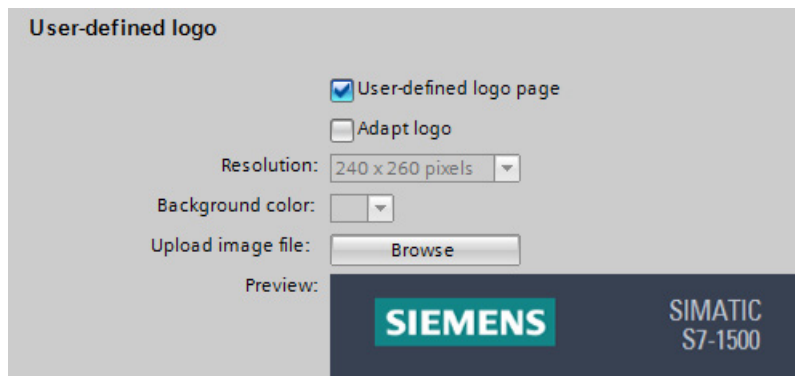 User-defined logo
User-defined logo page
Adapt logo
Resolution: 240 x 260 pixels
Background color:
Upload image file: Browse
Preview:
SIEMENS
SIMATIC
S7-1500